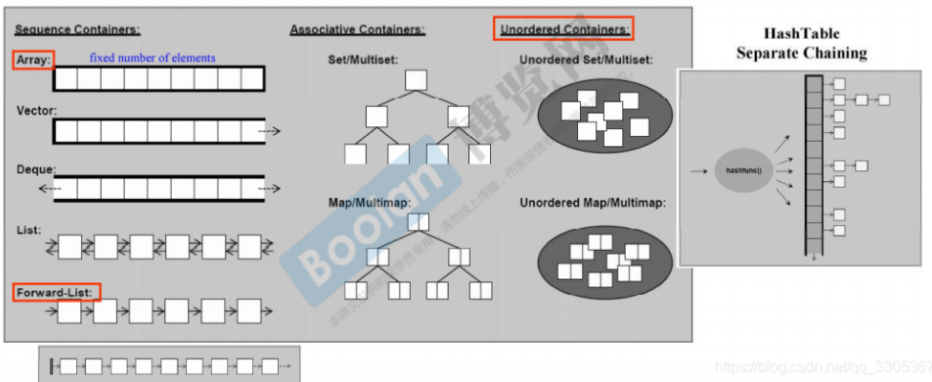 Sequence Containers:
Array:
fixed number of elements
Vector:
Deque:
List:
Forward-List:
Associative Containers:
Set/Multiset:
Map/Multimap:
Unordered Containers:
Unordered Set/Multiset:
Unordered Map/Multimap:
HashTable
Separate Chaining
hashfunc()
Boolan
博览网
https://blog.csdn.net/qq_3305367